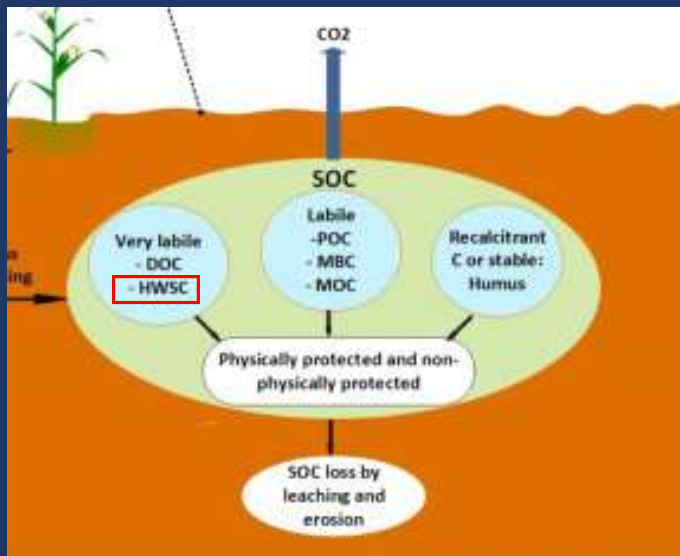 CO2
SOC
Very labile
- DOC
- HWSC
Labile
-POC
- MBC
- MOC
Recalcitrant
C or stable:
Humus
Physically protected and non-
physically protected
SOC loss by
leaching and
erosion